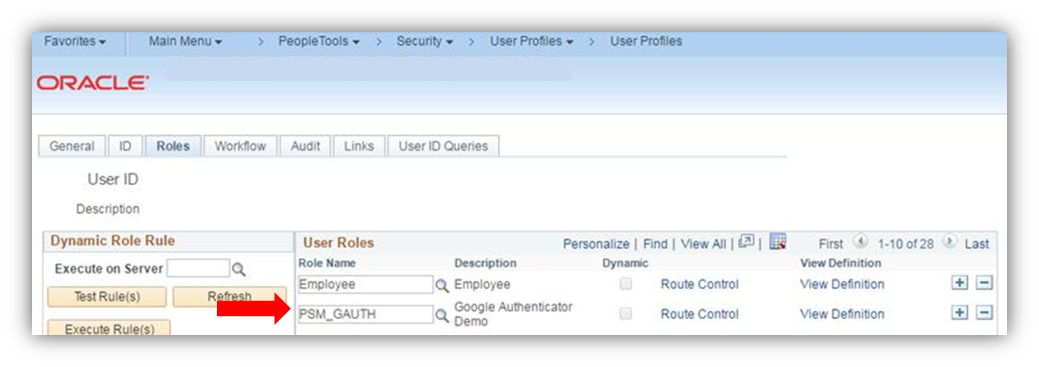 Favorites Main Menu > PeopleTools > Security > User Profiles > User Profiles
ORACLE'
General ID Roles Workflow Audit Links User ID Queries
User ID
Description
Dynamic Role Rule
Execute on Server
Test Rule(s) Refresh
Execute Rule(s)
User Roles Personalize | Find | View All | | First 1-10 of 28 Last
Role Name Description Dynamic View Definition
Employee Employee Route Control View Definition
PSM_GAUTH Google Authenticator Demo Route Control View Definition